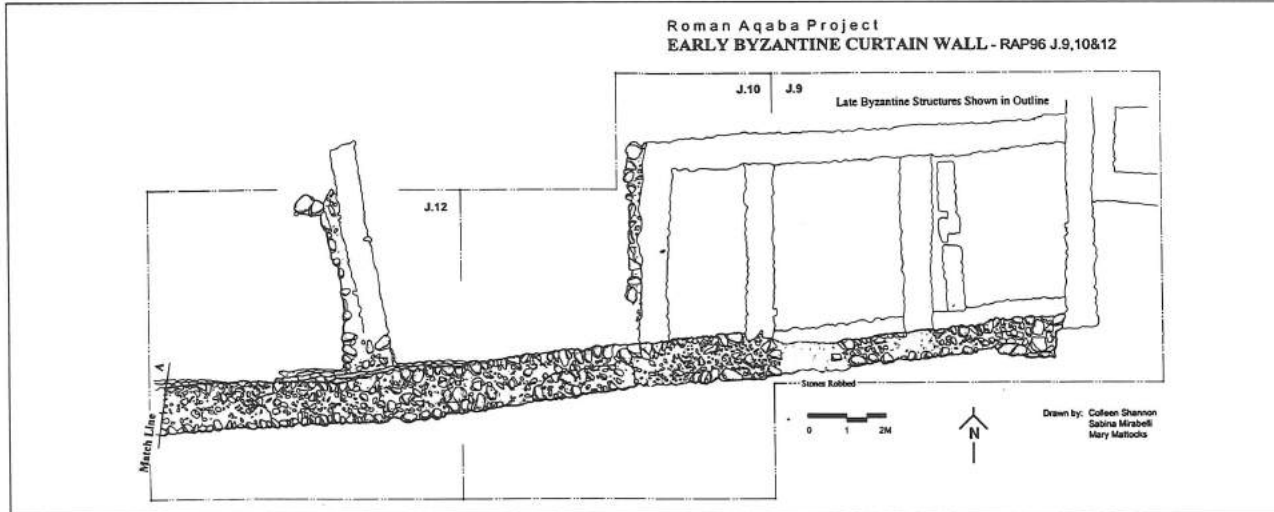 Roman Aqaba Project
EARLY BYZANTINE CURTAIN WALL - RAP96 J.9,10&12
J.10
J.9
Late Byzantine Structures Shown in Outline
J.12
A
Match Line
Stones Robbed
0 1 2M
N
Drawn by: Colleen Shannon
Sabina Mirabelli
Mary Mattocks